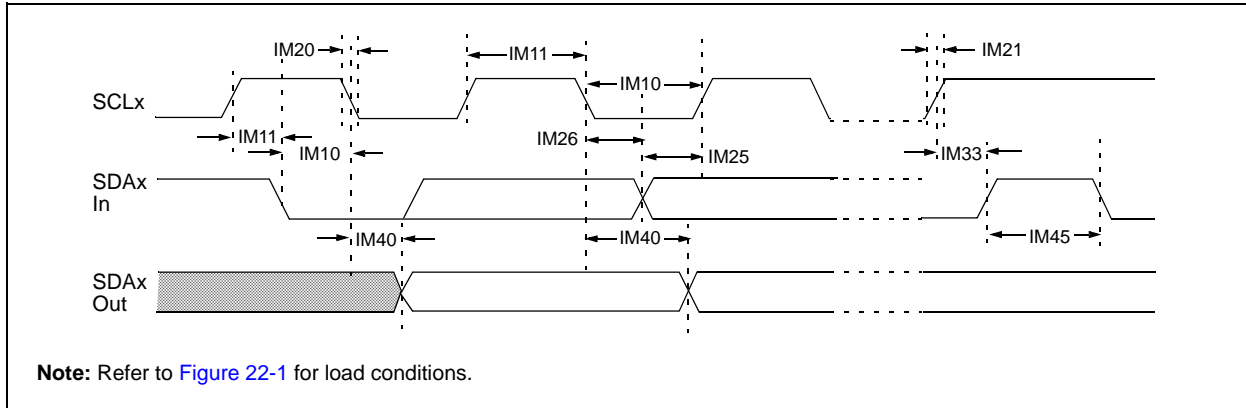 IM20
IM11
IM21
IM10
SCLx
IM11
IM26
IM10
IM25
IM33
SDAx
In
IM40
IM40
IM45
SDAx
Out
Note: Refer to Figure 22-1 for load conditions.